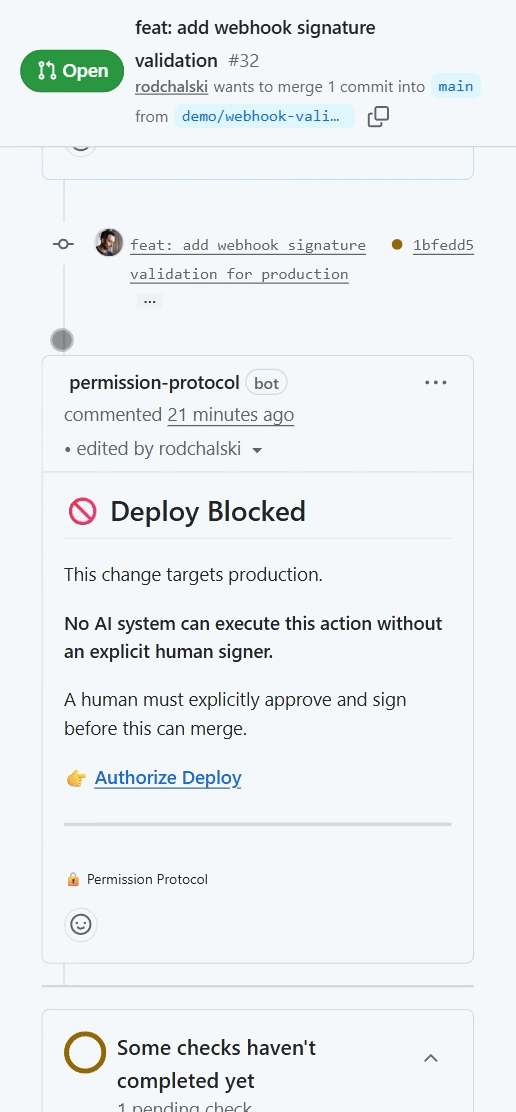 feat: add webhook signature
validation #32
Open
rodchalski wants to merge 1 commit into main
from demo/webhook-vali...
feat: add webhook signature 1bfedd5
validation for production
...
permission-protocol bot
commented 21 minutes ago
• edited by rodchalski
Deploy Blocked
This change targets production.
No AI system can execute this action without
an explicit human signer.
A human must explicitly approve and sign
before this can merge.
👉 Authorize Deploy
🔒 Permission Protocol
Some checks haven't
completed yet
1 pending check